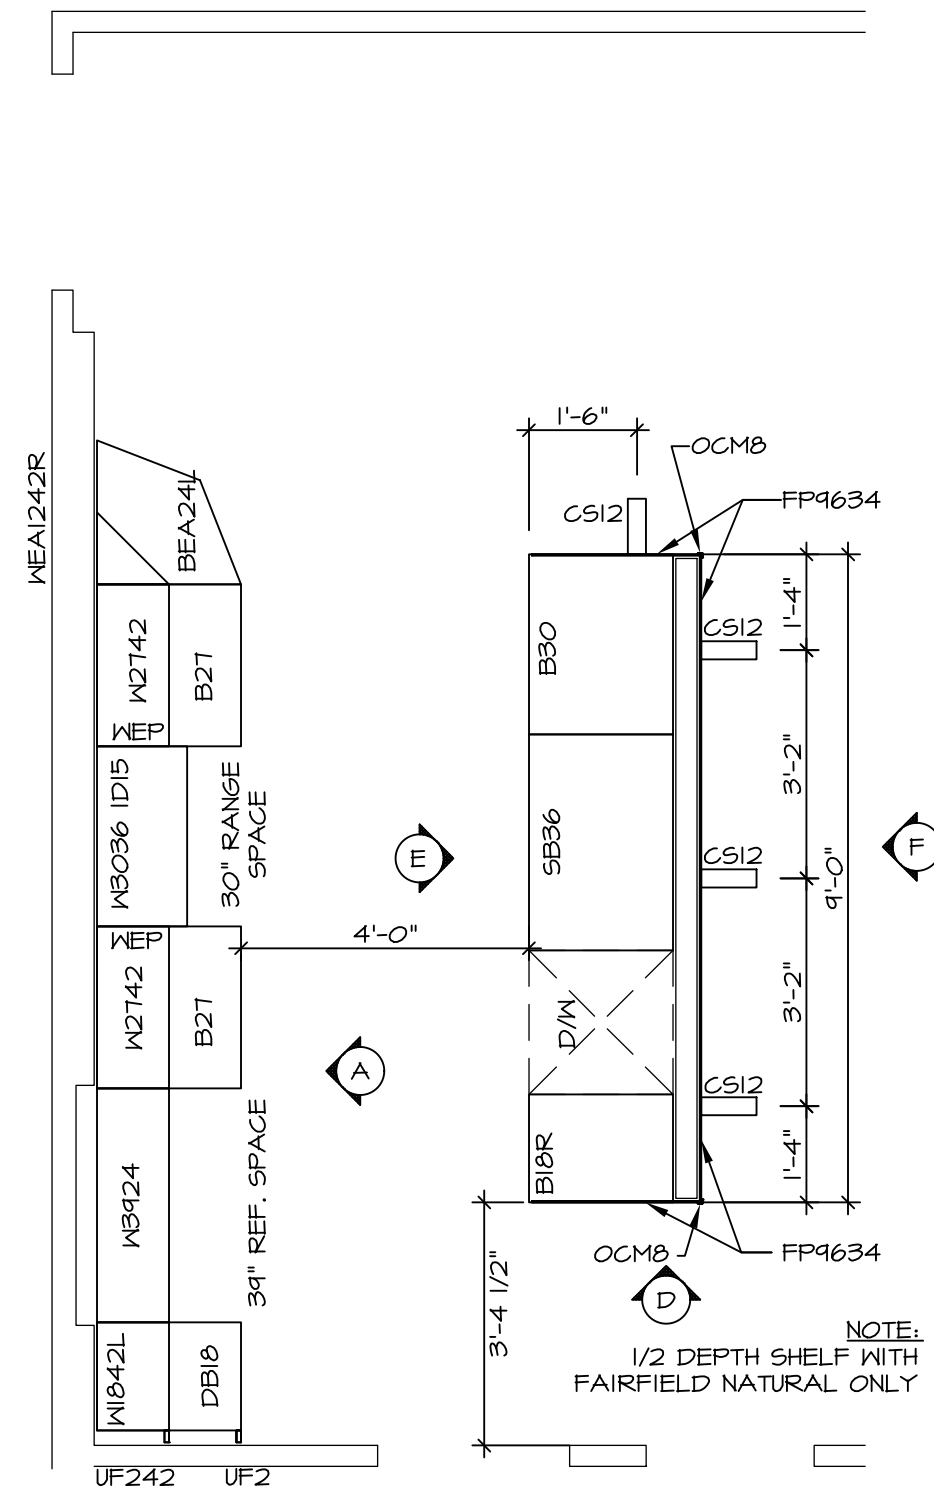 1'-6"
OCM8
WEA1242R
BEA24L
CS12
FP9634
1'-4"
CS12
W2742
B27
B30
WEP
3'-2"
W3036 1D15
30" RANGE
SPACE
SB36
E
CS12
F
9'-0"
WEP
4'-0"
W2742
B27
D/W
3'-2"
A
CS12
W3924
39" REF. SPACE
B18R
1'-4"
OCM8
FP9634
3'-4 1/2"
D
NOTE:
1/2 DEPTH SHELF WITH
FAIRFIELD NATURAL ONLY
W1842L
DB18
UF242
UF2